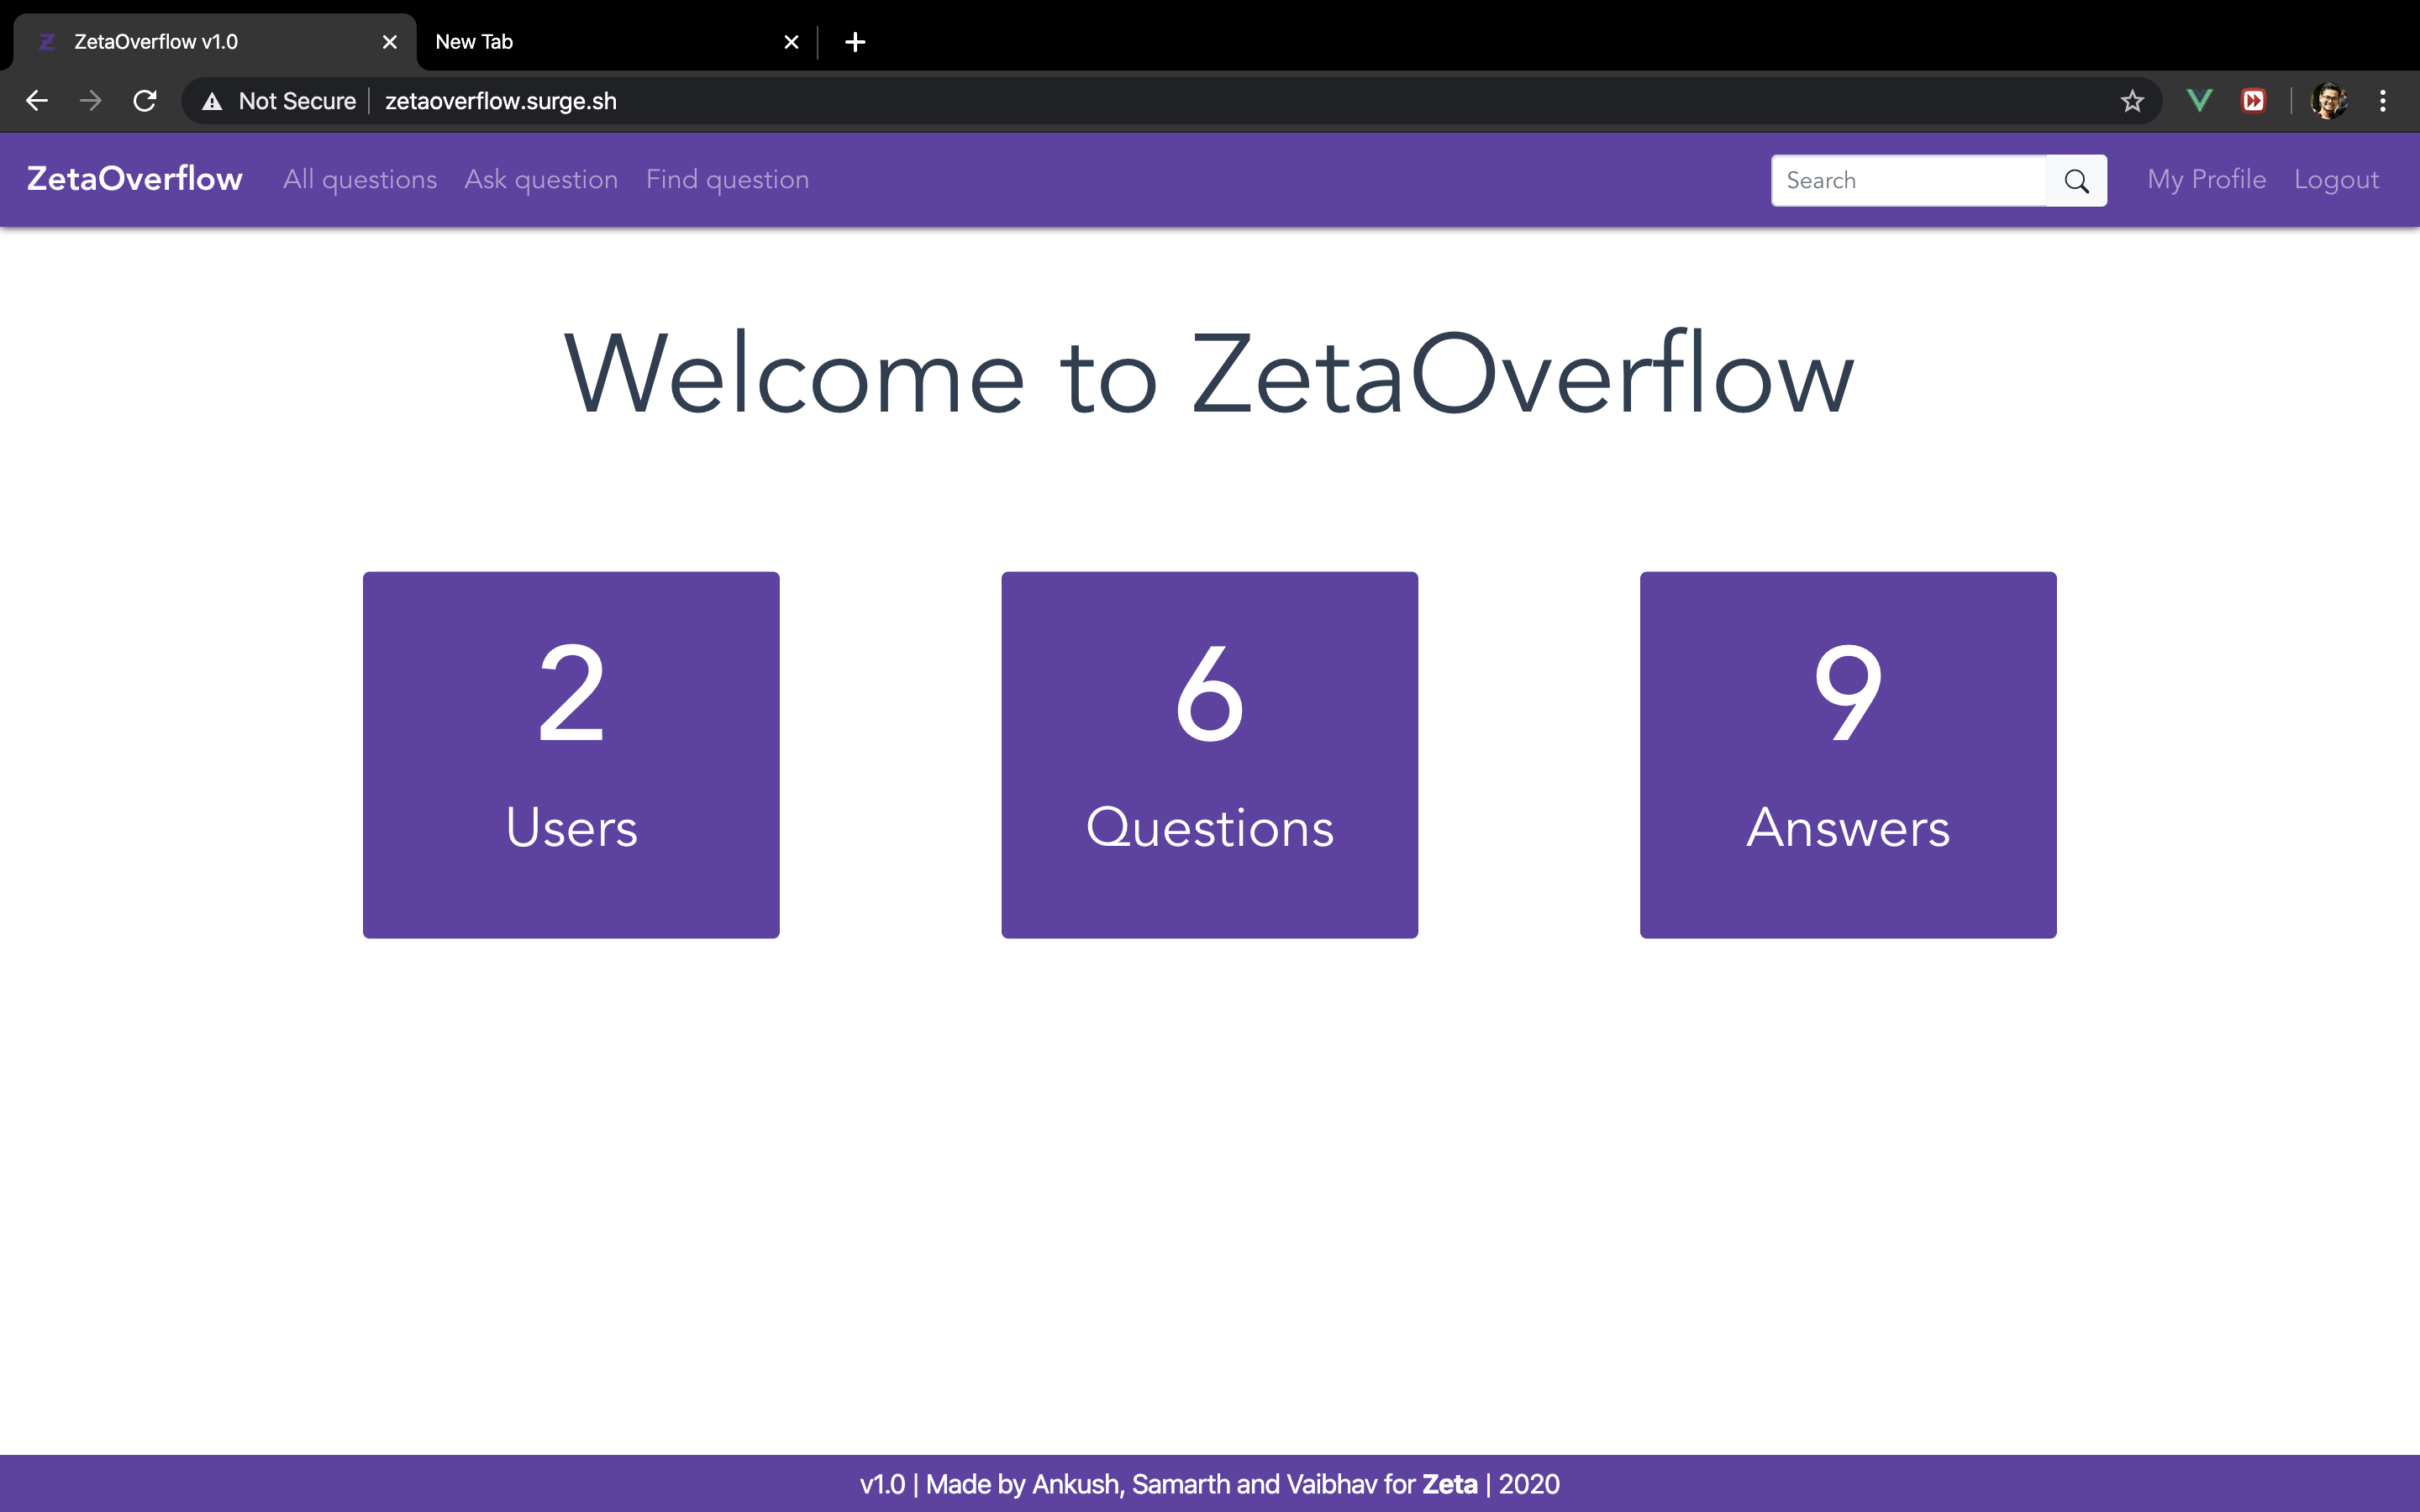 ZetaOverflow v1.0
New Tab
Not Secure | zetaoverflow.surge.sh
ZetaOverflow All questions Ask question Find question Search My Profile Logout
Welcome to ZetaOverflow
2 6 9
Users Questions Answers
v1.0 | Made by Ankush, Samarth and Vaibhav for Zeta | 2020